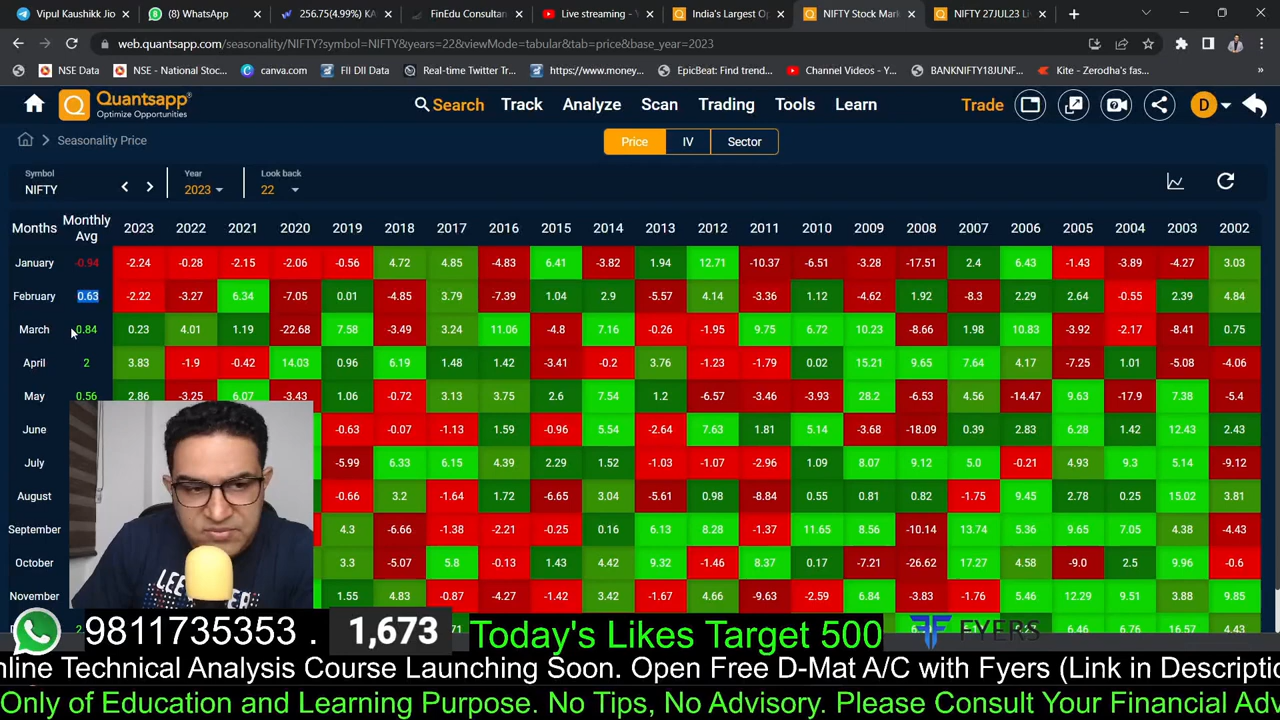 Vipul Kaushikk Jio
(8) WhatsApp
256.75(4.99%) KA
FinEdu Consultan
Live streaming - Y
India's Largest Op
NIFTY Stock Mark
NIFTY 27JUL23 Li
web.quantsapp.com/seasonality/NIFTY?symbol=NIFTY&years=22&viewMode=tabular&tab=price&base_year=2023
NSE Data
NSE - National Stoc...
canva.com
FII DII Data
Real-time Twitter Tr...
https://www.money...
EpicBeat: Find trend...
Channel Videos - Y...
BANKNIFTY18JUNF...
Kite - Zerodha's fas...
Quantsapp®
Optimize Opportunities
Search Track Analyze Scan Trading Tools Learn Trade D
Seasonality Price
Price IV Sector
Symbol Year Look back
NIFTY 2023 22
Months Monthly Avg 2023 2022 2021 2020 2019 2018 2017 2016 2015 2014 2013 2012 2011 2010 2009 2008 2007 2006 2005 2004 2003 2002
January -0.94 -2.24 -0.28 -2.15 -2.06 -0.56 4.72 4.85 -4.83 6.41 -3.82 1.94 12.71 -10.37 -6.51 -3.28 -17.51 2.4 6.43 -1.43 -3.89 -4.27 3.03
February 0.63 -2.22 -3.27 6.34 -7.05 0.01 -4.85 3.79 -7.39 1.04 2.9 -5.57 4.14 -3.36 1.12 -4.62 1.92 -8.3 2.29 2.64 -0.55 2.39 4.84
March 0.84 0.23 4.01 1.19 -22.68 7.58 -3.49 3.24 11.06 -4.8 7.16 -0.26 -1.95 9.75 6.72 10.23 -8.66 1.98 10.83 -3.92 -2.17 -8.41 0.75
April 2 3.83 -1.9 -0.42 14.03 0.96 6.19 1.48 1.42 -3.41 -0.2 3.76 -1.23 -1.79 0.02 15.21 9.65 7.64 4.17 -7.25 1.01 -5.08 -4.06
May 0.56 2.86 -3.25 6.07 -3.43 1.06 -0.72 3.13 3.75 2.6 7.54 1.2 -6.57 -3.46 -3.93 28.2 -6.53 4.56 -14.47 9.63 -17.9 7.38 -5.4
June -0.63 -0.07 -1.13 1.59 -0.96 5.54 -2.64 7.63 1.81 5.14 -3.68 -18.09 0.39 2.83 6.28 1.42 12.43 2.43
July -5.99 6.33 6.15 4.39 2.29 1.52 -1.03 -1.07 -2.96 1.09 8.07 9.12 5.0 -0.21 4.93 9.3 5.14 -9.12
August -0.66 3.2 -1.64 1.72 -6.65 3.04 -5.61 0.98 -8.84 0.55 0.81 0.82 -1.75 9.45 2.78 0.25 15.02 3.81
September 4.3 -6.66 -1.38 -2.21 -0.25 0.16 6.13 8.28 -1.37 11.65 8.56 -10.14 13.74 5.36 9.65 7.05 4.38 -4.43
October 3.3 -5.07 5.8 -0.13 1.43 4.42 9.32 -1.46 8.37 0.17 -7.21 -26.62 17.27 4.58 -9.0 2.5 9.96 -0.6
November 1.55 4.83 -0.87 -4.27 -1.42 3.42 -1.67 4.66 -9.63 -2.59 6.84 -3.83 -1.76 5.46 12.29 9.51 3.88 9.85
6.46 6.76 16.57 4.43
9811735353 . 1,673 Today's Likes Target 500 FYERS
nline Technical Analysis Course Launching Soon. Open Free D-Mat A/C with Fyers (Link in Descriptio
Only of Education and Learning Purpose. No Tips, No Advisory. Please Consult Your Financial Adv